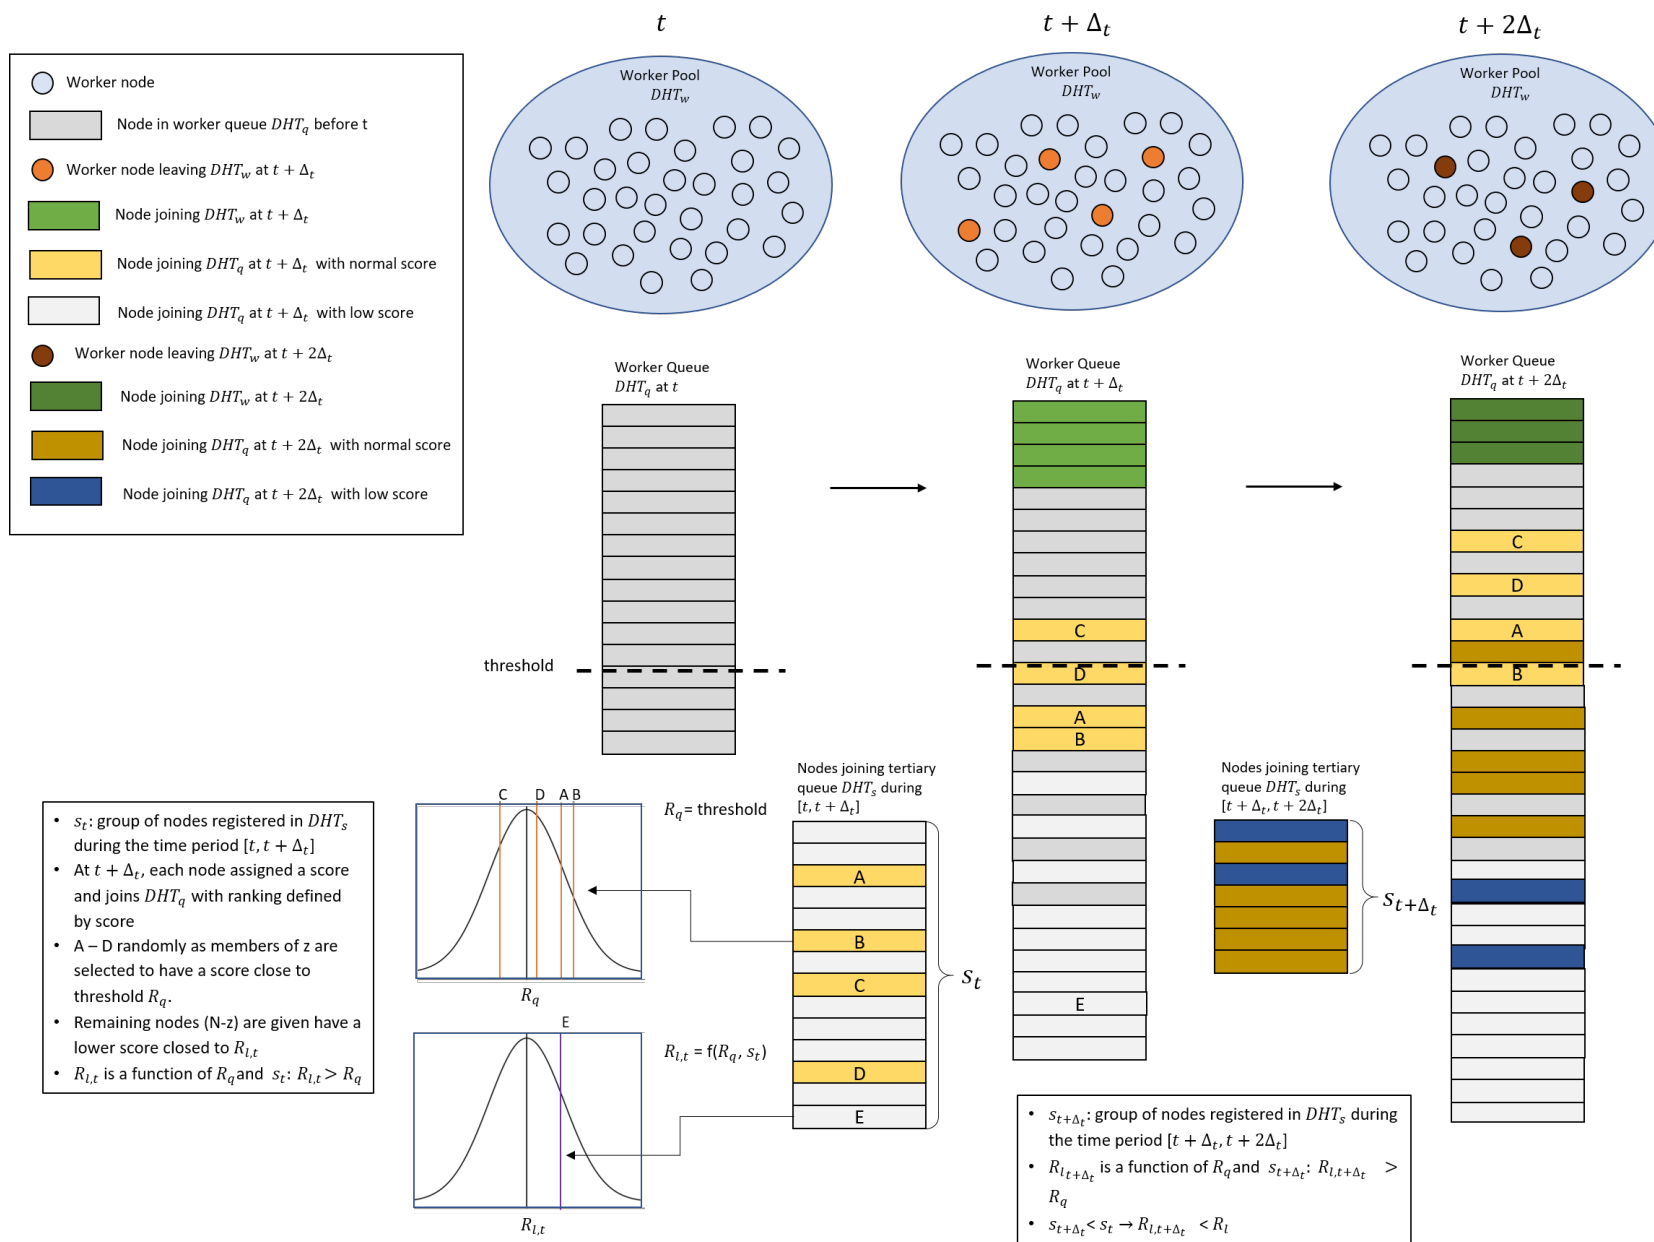 t
t + Δt
t + 2Δt
Worker node
Node in worker queue DHTq before t
Worker node leaving DHTw at t + Δt
Node joining DHTw at t + Δt
Node joining DHTq at t + Δt with normal score
Node joining DHTq at t + Δt with low score
Worker node leaving DHTw at t + 2Δt
Node joining DHTw at t + 2Δt
Node joining DHTq at t + 2Δt with normal score
Node joining DHTq at t + 2Δt with low score
Worker Pool
DHTw
Worker Pool
DHTw
Worker Pool
DHTw
Worker Queue
DHTq at t
Worker Queue
DHTq at t + Δt
Worker Queue
DHTq at t + 2Δt
threshold
C
D
A
B
E
C
D
A
B
Nodes joining tertiary
queue DHTs during
[t, t + Δt]
A
B
C
D
E
st
Nodes joining tertiary
queue DHTs during
[t + Δt, t + 2Δt]
st+Δt
C D A B
Rq= threshold
Rq
E
Rl,t = f(Rq, st)
Rl,t
• st: group of nodes registered in DHTs
during the time period [t, t + Δt]
• At t + Δt, each node assigned a score
and joins DHTq with ranking defined
by score
• A – D randomly as members of z are
selected to have a score close to
threshold Rq.
• Remaining nodes (N-z) are given have a
lower score closed to Rl,t
• Rl,t is a function of Rq and st: Rl,t > Rq
• st+Δt: group of nodes registered in DHTs during
the time period [t + Δt, t + 2Δt]
• Rlt+Δt is a function of Rq and st+Δt: Rl,t+Δt >
Rq
• st+Δt < st → Rl,t+Δt < Rl